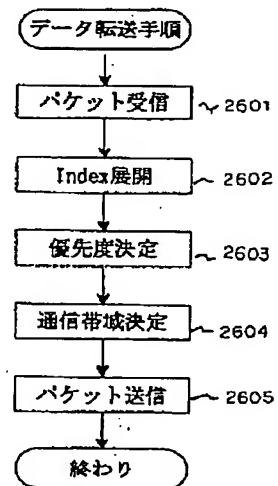 データ転送手順
パケット受信 2601
Index展開 2602
優先度決定 2603
通信帯域決定 2604
パケット送信 2605
終わり